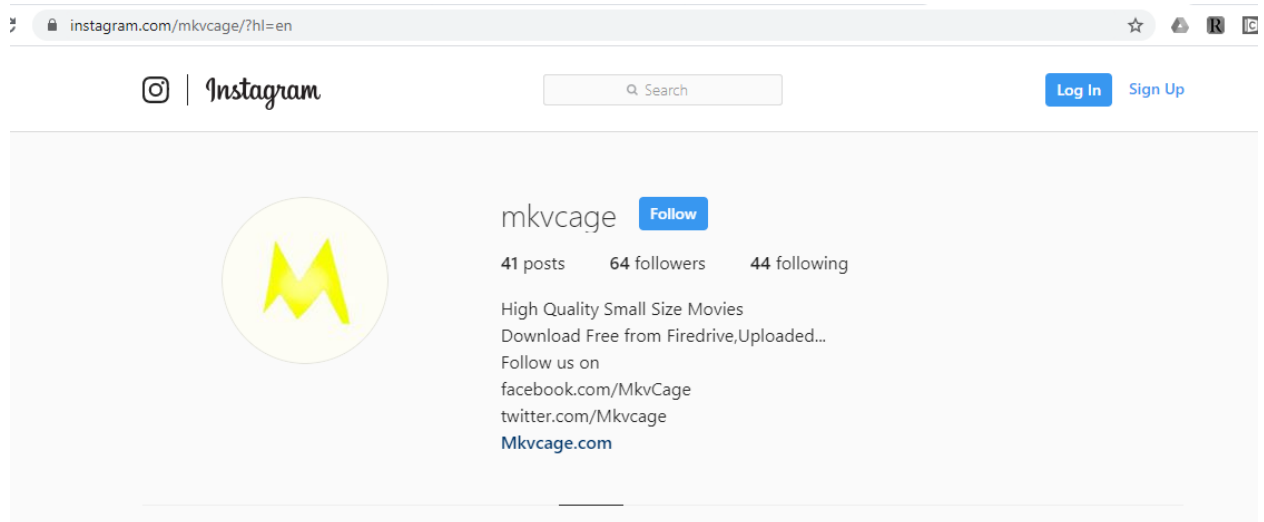 instagram.com/mkvcage/?hl=en
Instagram
Search
Log In
Sign Up
mkvcage
Follow
41 posts 64 followers 44 following
High Quality Small Size Movies
Download Free from Firedrive,Uploaded...
Follow us on
facebook.com/MkvCage
twitter.com/Mkvcage
Mkvcage.com